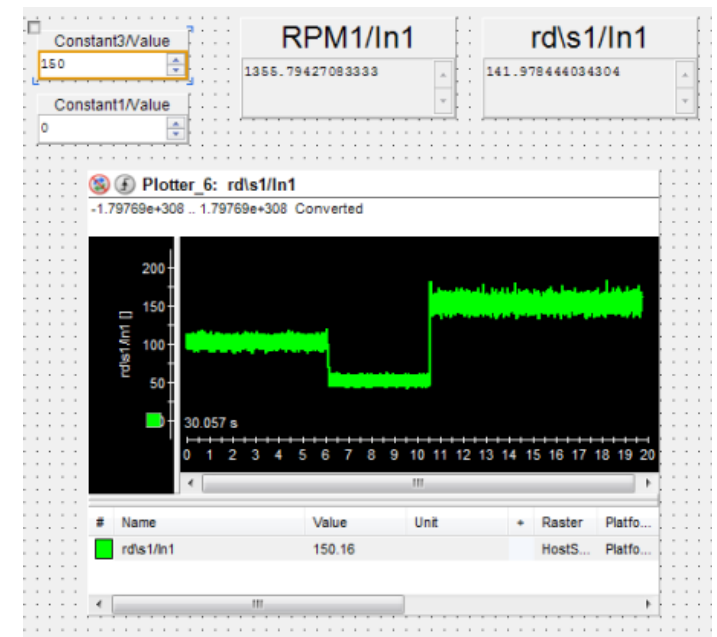 Constant3/Value
150
RPM1/In1
1355.79427083333
rd\s1/In1
141.978444034304
Constant1/Value
0
Plotter_6: rd\s1/In1
-1.79769e+308 .. 1.79769e+308 Converted
200
150
100
50
0
rd\s1/In1 []
30.057 s
0 1 2 3 4 5 6 7 8 9 10 11 12 13 14 15 16 17 18 19 20
# Name Value Unit + Raster Platfo...
rd\s1/In1 150.16 HostS... Platfo...